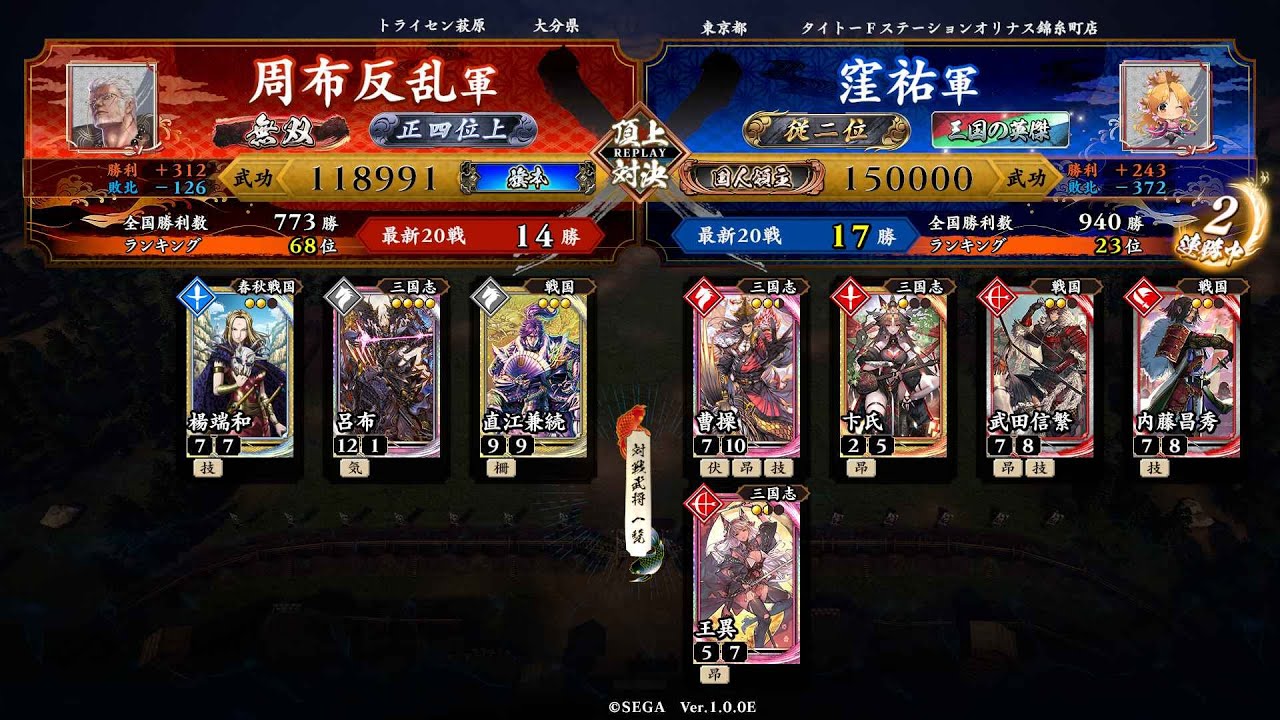 トライセン萩原 大分県
東京都 タイトーFステーションオリナス錦糸町店
周布反乱軍
無双 正四位上
勝利 +312
敗北 -126
武功 118991 旗本
全国勝利数 773勝
ランキング 68位
最新20戦 14勝
頂上
REPLAY
対決
窪祐軍
従二位 三国の英傑
国人領主 150000 武功
勝利 +243
敗北 -372
最新20戦 17勝
全国勝利数 940勝
ランキング 23位
2
連勝中
春秋戦国
楊端和
7 7
技
三国志
呂布
12 1
気
戦国
直江兼続
9 9
柵
対戦武将一覧
三国志
曹操
7 10
伏 昂 技
三国志
卞氏
2 5
昂
戦国
武田信繁
7 8
昂 技
戦国
内藤昌秀
7 8
技
三国志
王異
5 7
昂
©SEGA Ver.1.0.0E